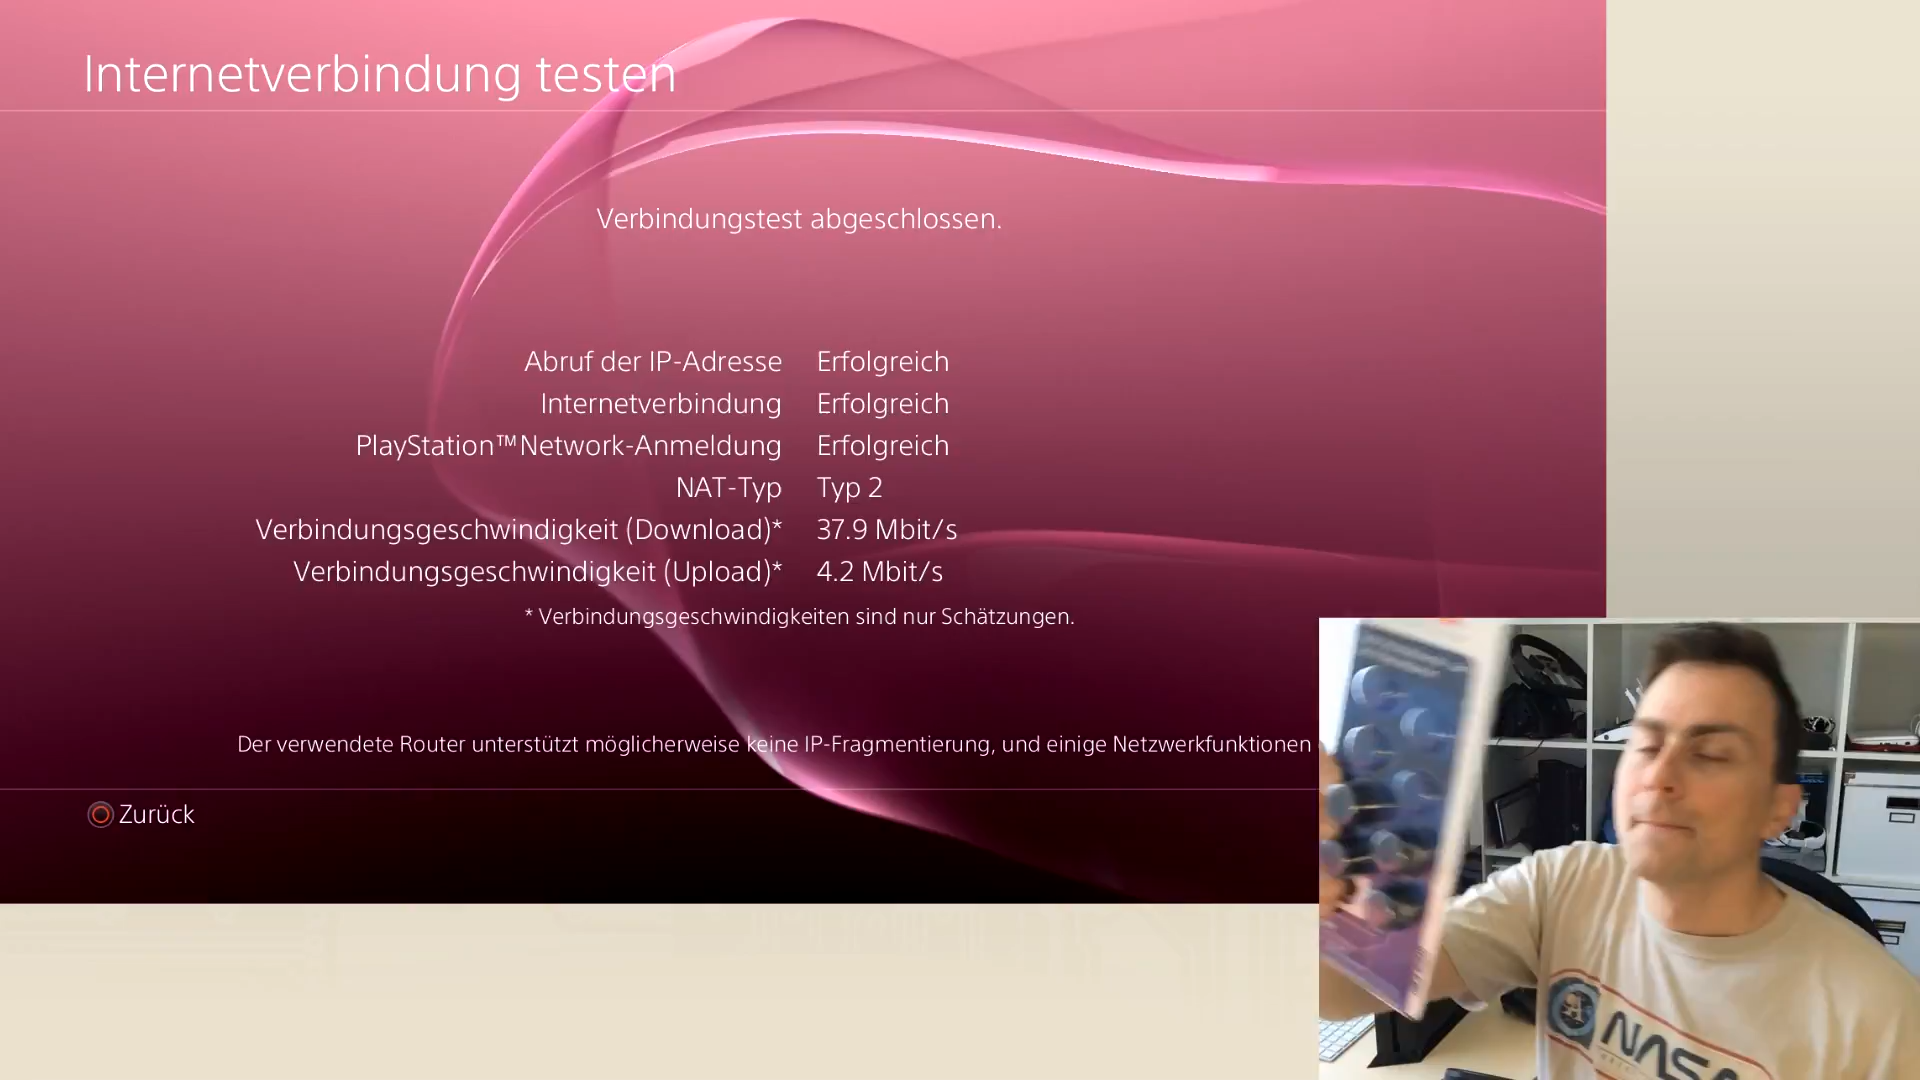 Internetverbindung testen
Verbindungstest abgeschlossen.
Abruf der IP-Adresse Erfolgreich
Internetverbindung Erfolgreich
PlayStation™Network-Anmeldung Erfolgreich
NAT-Typ Typ 2
Verbindungsgeschwindigkeit (Download)* 37.9 Mbit/s
Verbindungsgeschwindigkeit (Upload)* 4.2 Mbit/s
* Verbindungsgeschwindigkeiten sind nur Schätzungen.
Der verwendete Router unterstützt möglicherweise keine IP-Fragmentierung, und einige Netzwerkfunktionen
Zurück
NASA